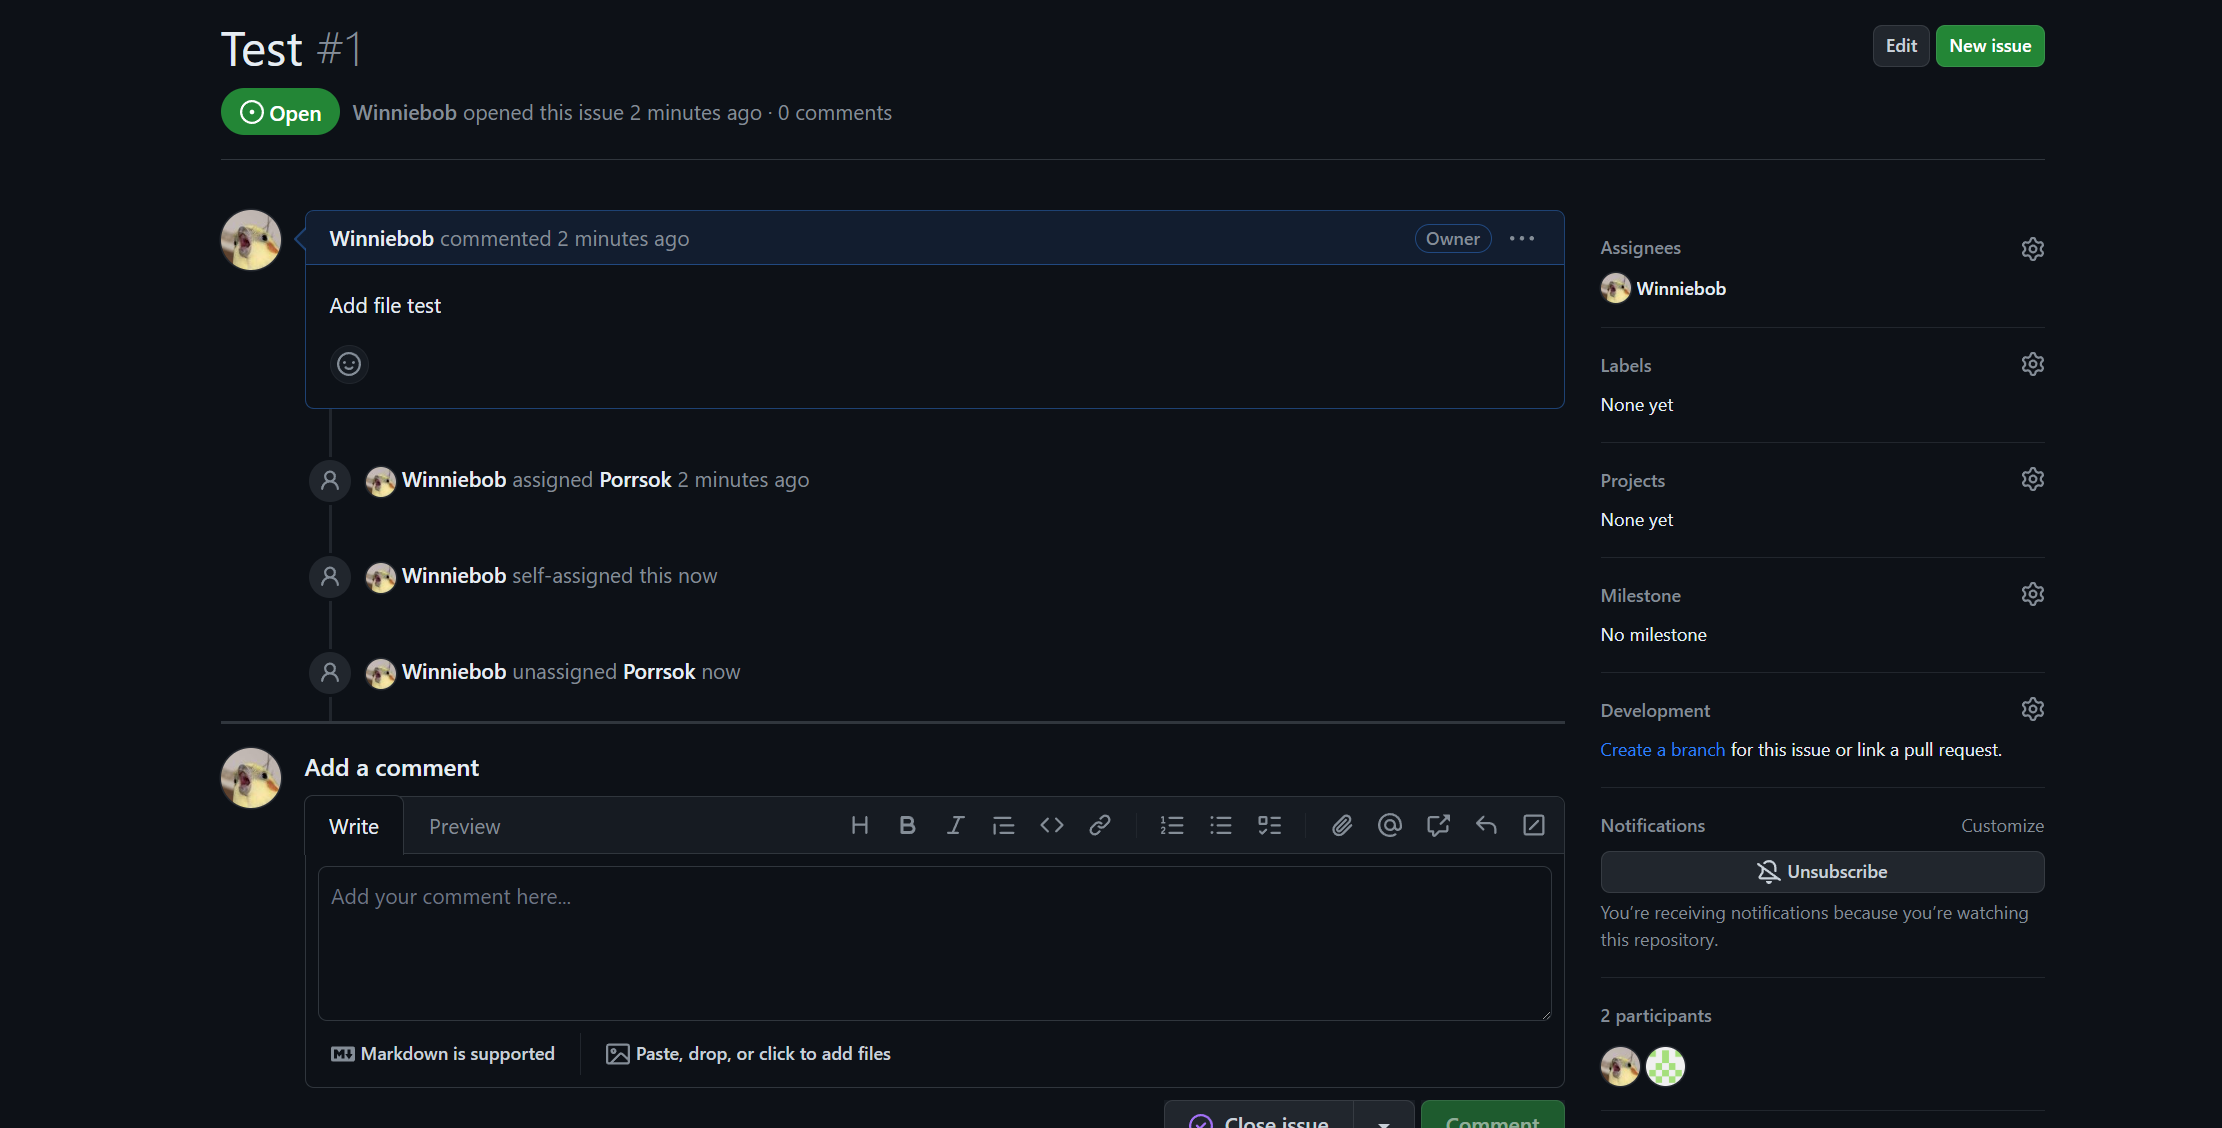 Test #1
Edit
New issue
Open
Winniebob opened this issue 2 minutes ago · 0 comments
Winniebob commented 2 minutes ago
Owner
Add file test
Winniebob assigned Porrsok 2 minutes ago
Winniebob self-assigned this now
Winniebob unassigned Porrsok now
Add a comment
Write
Preview
Add your comment here...
Markdown is supported
Paste, drop, or click to add files
Close issue
Comment
Assignees
Winniebob
Labels
None yet
Projects
None yet
Milestone
No milestone
Development
Create a branch for this issue or link a pull request.
Notifications
Customize
Unsubscribe
You’re receiving notifications because you’re watching
this repository.
2 participants